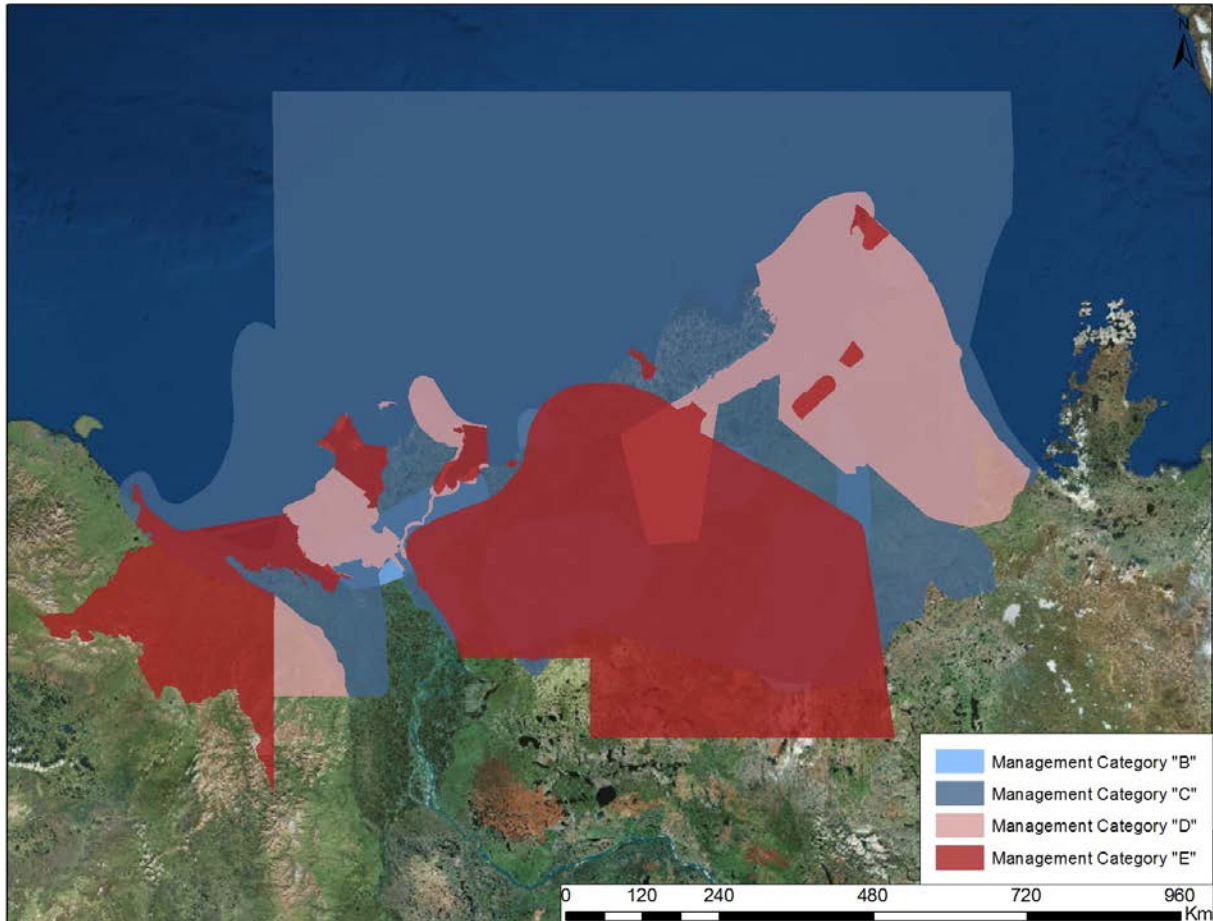 N
Management Category "B"
Management Category "C"
Management Category "D"
Management Category "E"
0 120 240 480 720 960
Km